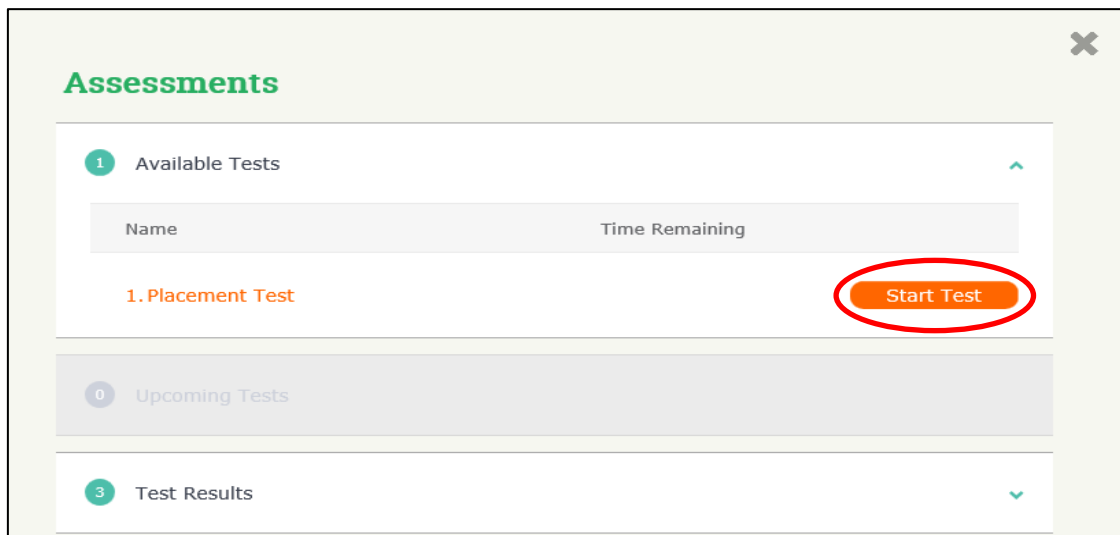 Assessments
1 Available Tests
Name Time Remaining
1. Placement Test Start Test
0 Upcoming Tests
3 Test Results